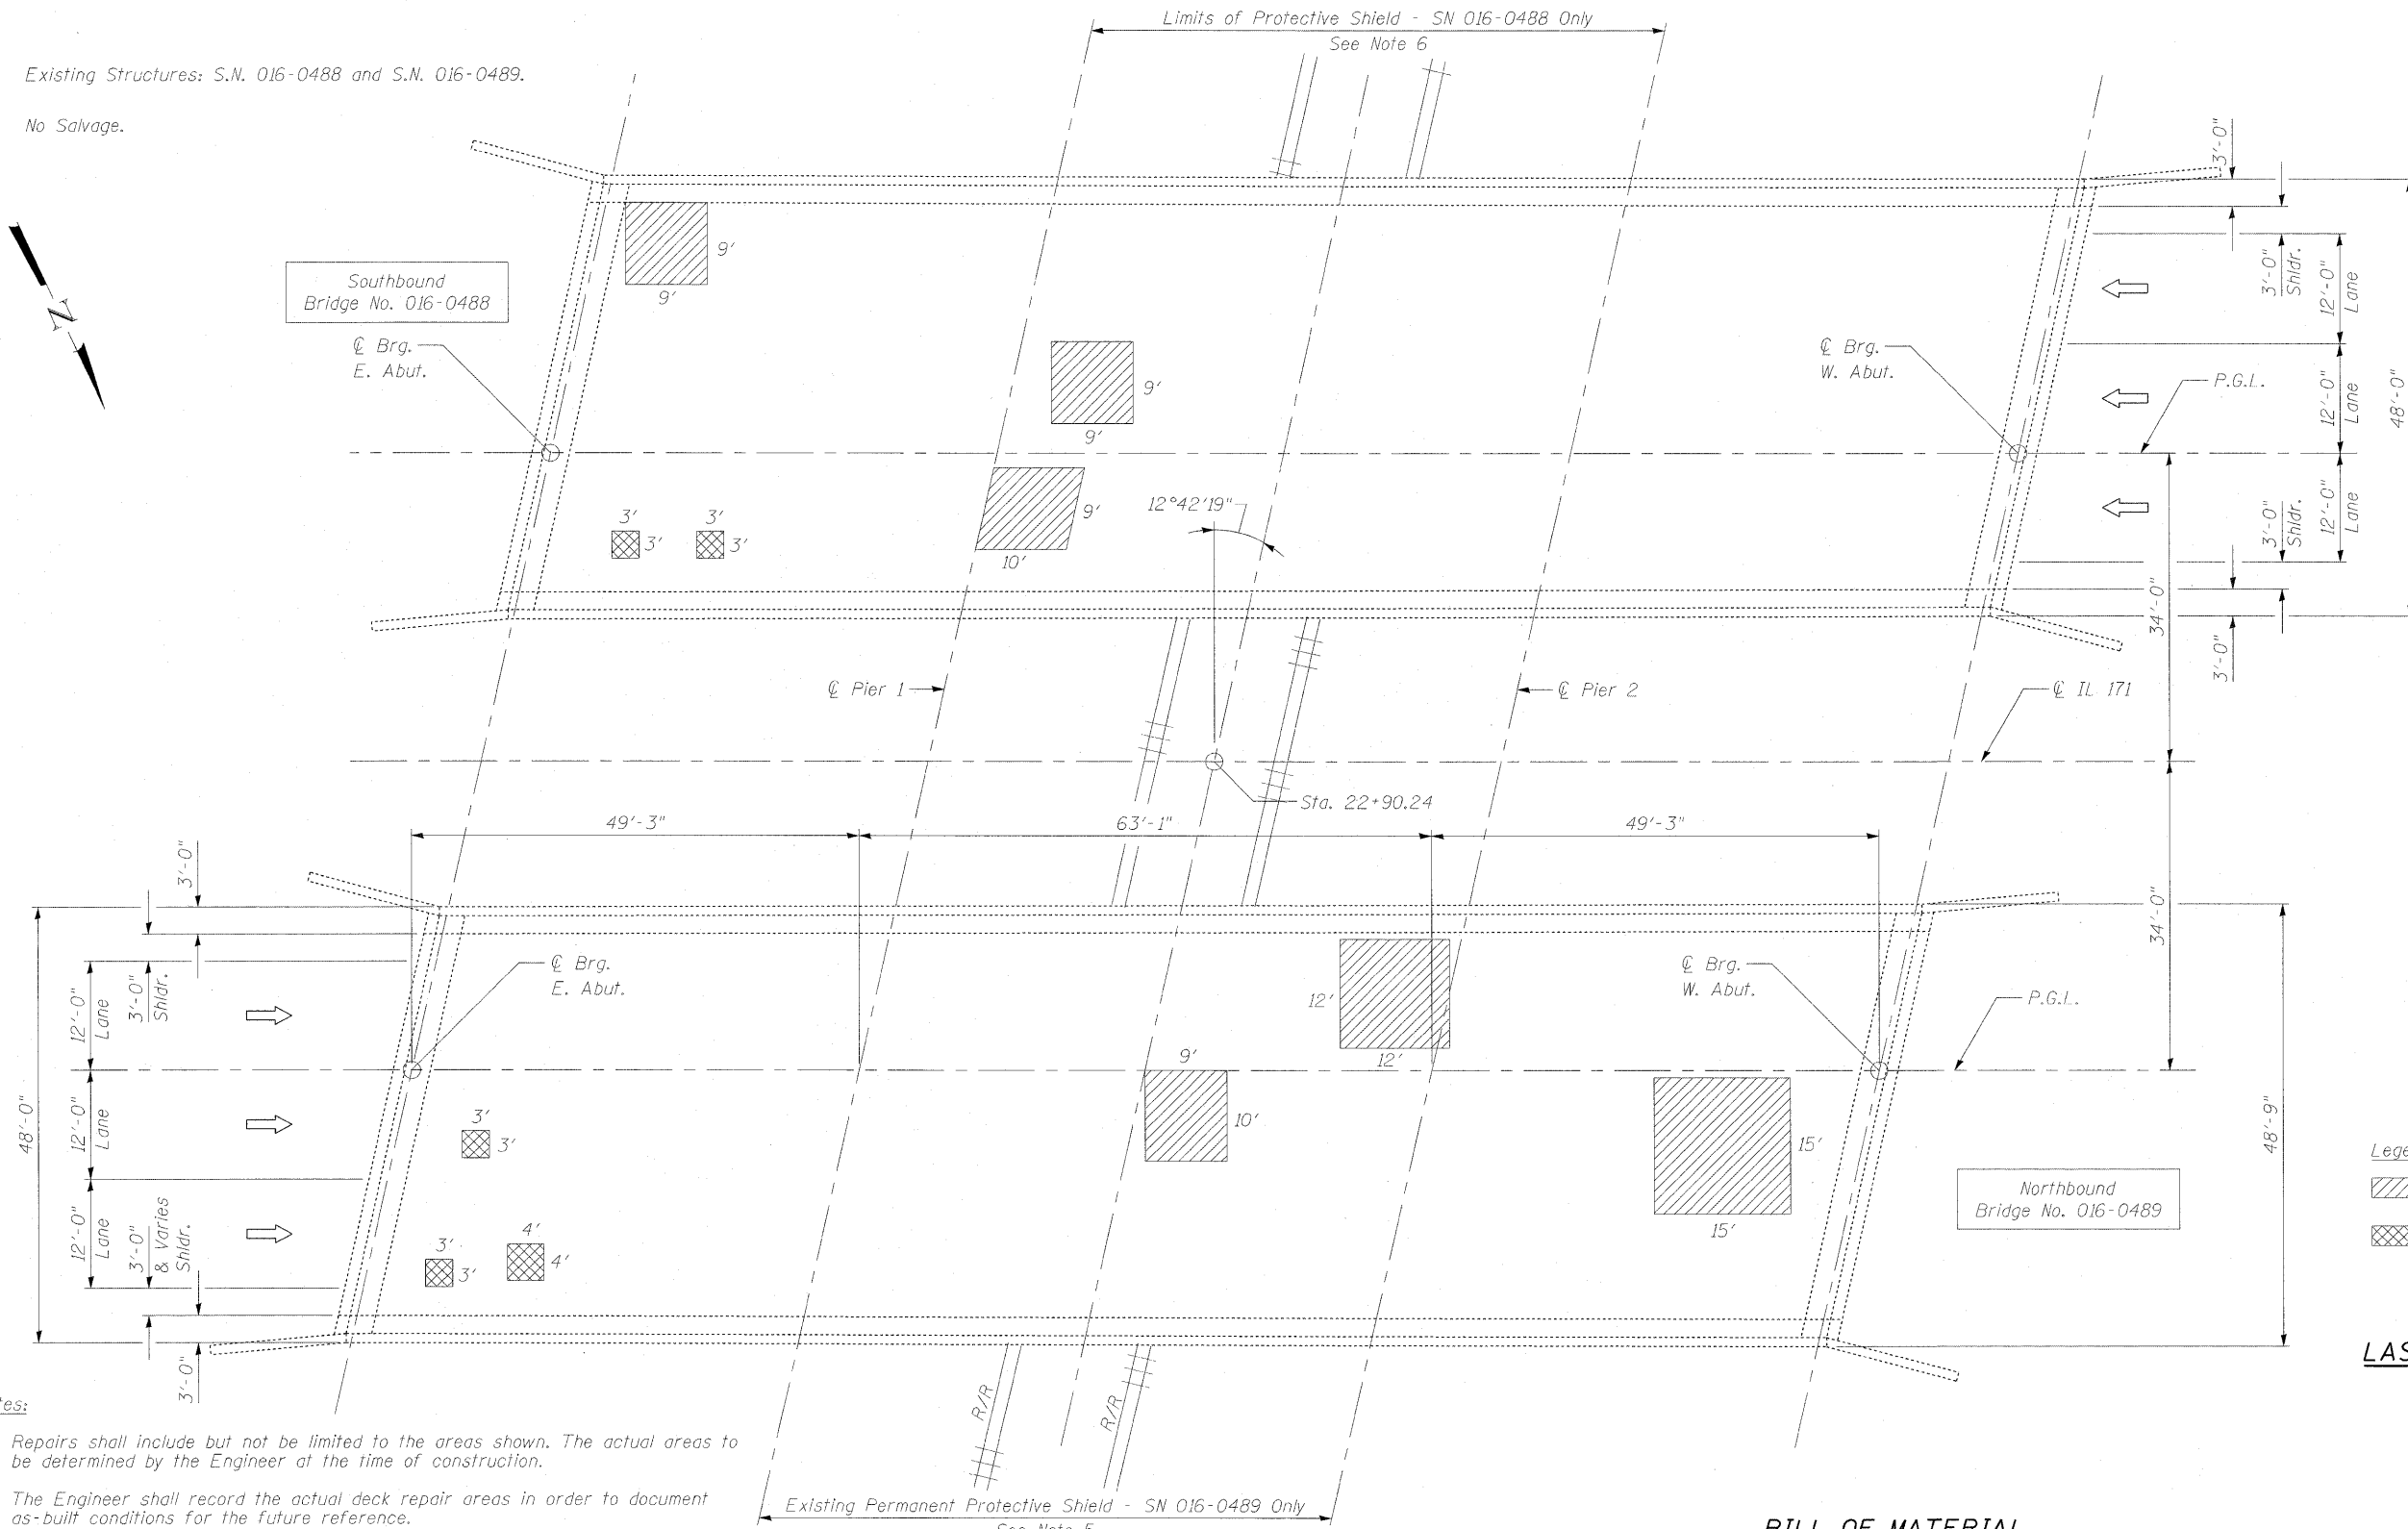 Limits of Protective Shield - SN 016-0488 Only
See Note 6
Existing Structures: S.N. 016-0488 and S.N. 016-0489.
No Salvage.
N
Southbound
Bridge No. 016-0488
℄ Brg.
E. Abut.
9'
9'
9'
9'
9'
10'
3'
3'
3'
3'
12°42'19"
℄ Brg.
W. Abut.
P.G.L.
3'-0"
3'-0"
Shldr.
12'-0"
Lane
12'-0"
Lane
12'-0"
Lane
3'-0"
Shldr.
48'-0"
34'-0"
3'-0"
℄ Pier 1
℄ Pier 2
℄ IL 171
Sta. 22+90.24
49'-3"
63'-1"
49'-3"
3'-0"
3'-0"
Shldr.
12'-0"
Lane
12'-0"
Lane
12'-0"
Lane
3'-0"
& Varies
Shldr.
48'-0"
3'-0"
℄ Brg.
E. Abut.
3'
3'
3'
3'
4'
4'
12'
12'
9'
10'
15'
15'
℄ Brg.
W. Abut.
P.G.L.
34'-0"
48'-9"
Northbound
Bridge No. 016-0489
R/R
R/R
Existing Permanent Protective Shield - SN 016-0489 Only
Repairs shall include but not be limited to the areas shown. The actual areas to
be determined by the Engineer at the time of construction.
The Engineer shall record the actual deck repair areas in order to document
as-built conditions for the future reference.
BILL OF MATERIAL